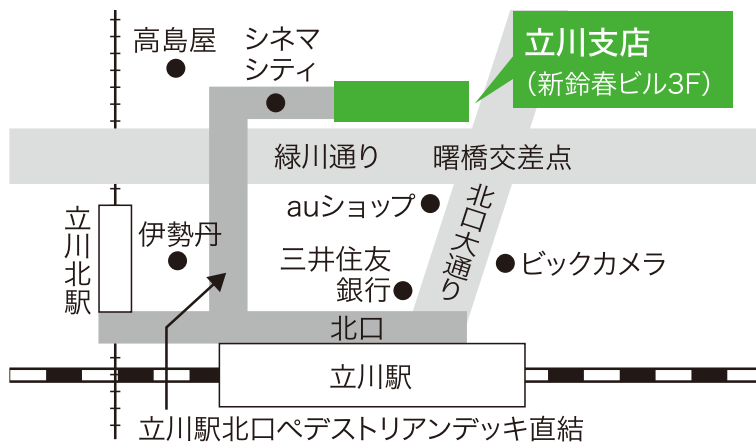 高島屋
シネマ
シティ
立川支店
（新鈴春ビル3F）
緑川通り
曙橋交差点
立川北駅
伊勢丹
auショップ
北口大通り
三井住友
銀行
ビックカメラ
北口
立川駅
立川駅北口ペデストリアンデッキ直結